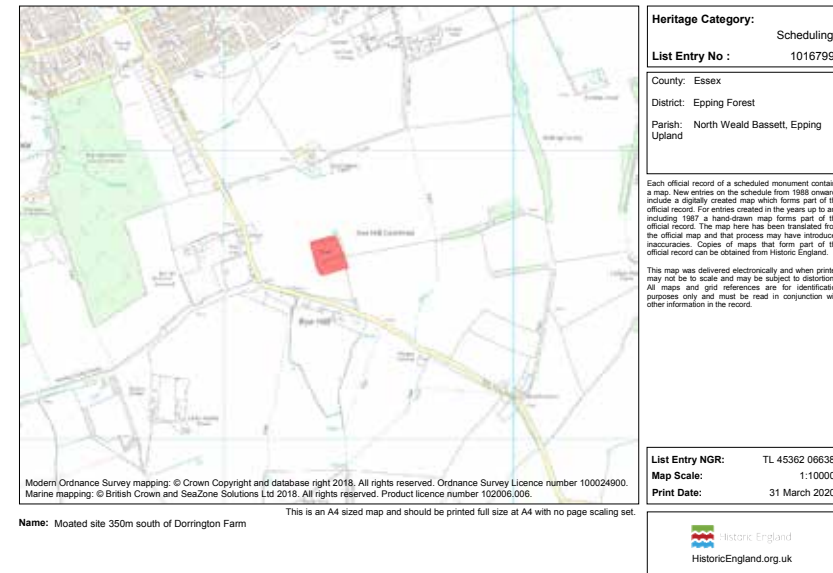 Heritage Category:
Scheduling
List Entry No :
1016799
County: Essex
District: Epping Forest
Parish: North Weald Bassett, Epping
Upland
Each official record of a scheduled monument contain
a map. New entries on the schedule from 1988 onward
include a digitally created map which forms part of th
official record. For entries created in the years up to an
including 1987 a hand-drawn map forms part of th
official record. The map here has been translated from
the official map and that process may have introduce
inaccuracies. Copies of maps that form part of th
official record can be obtained from Historic England.
This map was delivered electronically and when printe
may not be to scale and may be subject to distortion
All maps and grid references are for identificatio
purposes only and must be read in conjunction wi
other information in the record.
Rye Hill
Modern Ordnance Survey mapping: © Crown Copyright and database right 2018. All rights reserved. Ordnance Survey Licence number 100024900.
Marine mapping: © British Crown and SeaZone Solutions Ltd 2018. All rights reserved. Product licence number 102006.006.
List Entry NGR: TL 45362 06638
Map Scale: 1:10000
Print Date: 31 March 2020
This is an A4 sized map and should be printed full size at A4 with no page scaling set.
Name: Moated site 350m south of Dorrington Farm
Historic England
HistoricEngland.org.uk